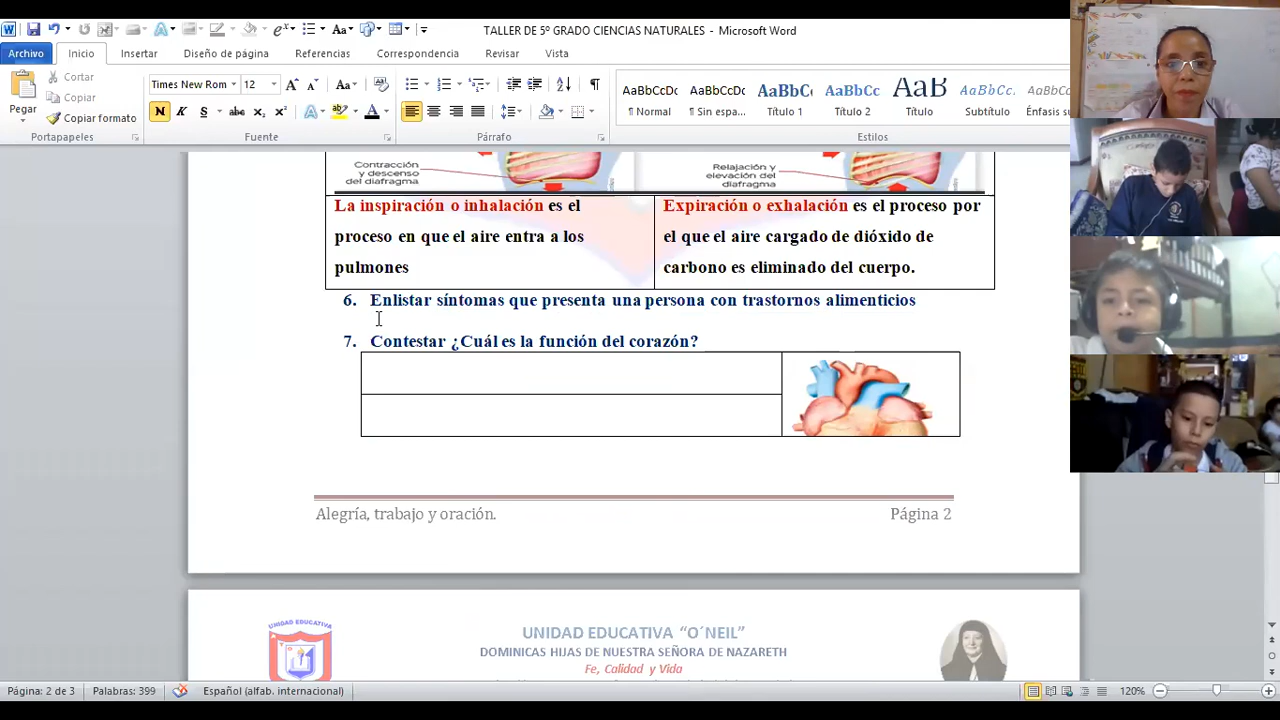 TALLER DE 5º GRADO CIENCIAS NATURALES - Microsoft Word
Archivo Inicio Insertar Diseño de página Referencias Correspondencia Revisar Vista
Pegar
Cortar
Copiar
Copiar formato
Portapapeles
Times New Rom 12
Fuente
Párrafo
AaBbCcDc AaBbCcDc AaBbCc AaBbCc AaB AaBbCc. AaBbCcDc
¶ Normal ¶ Sin espa... Título 1 Título 2 Título Subtítulo Énfasis su
Estilos
Contracción y descenso del diafragma
Relajación y elevación del diafragma
La inspiración o inhalación es el
proceso en que el aire entra a los
pulmones
Expiración o exhalación es el proceso por
el que el aire cargado de dióxido de
carbono es eliminado del cuerpo.
6. Enlistar síntomas que presenta una persona con trastornos alimenticios
7. Contestar ¿Cuál es la función del corazón?
Alegría, trabajo y oración. Página 2
UNIDAD EDUCATIVA
UNIDAD EDUCATIVA “O´NEIL”
DOMINICAS HIJAS DE NUESTRA SEÑORA DE NAZARETH
Fe, Calidad y Vida
Página: 2 de 3 Palabras: 399 Español (alfab. internacional) 120%